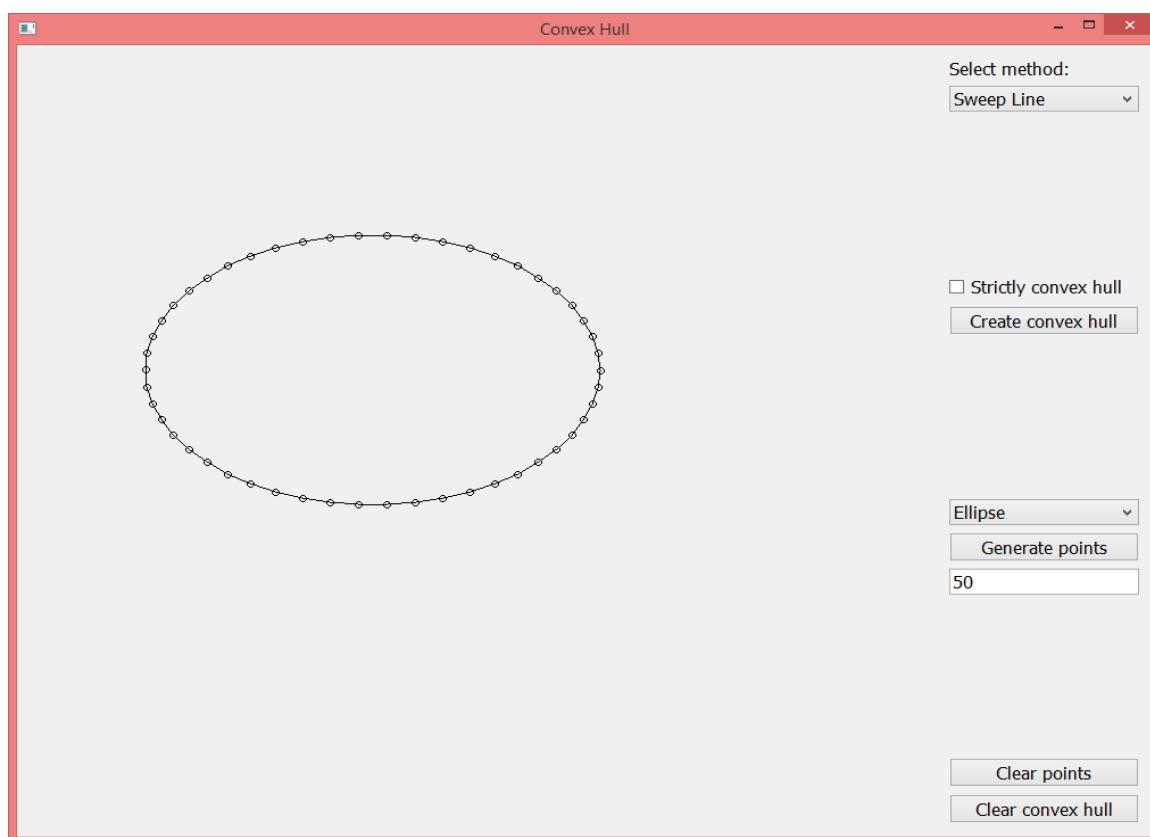 Convex Hull
Select method:
Sweep Line
Strictly convex hull
Create convex hull
Ellipse
Generate points
50
Clear points
Clear convex hull